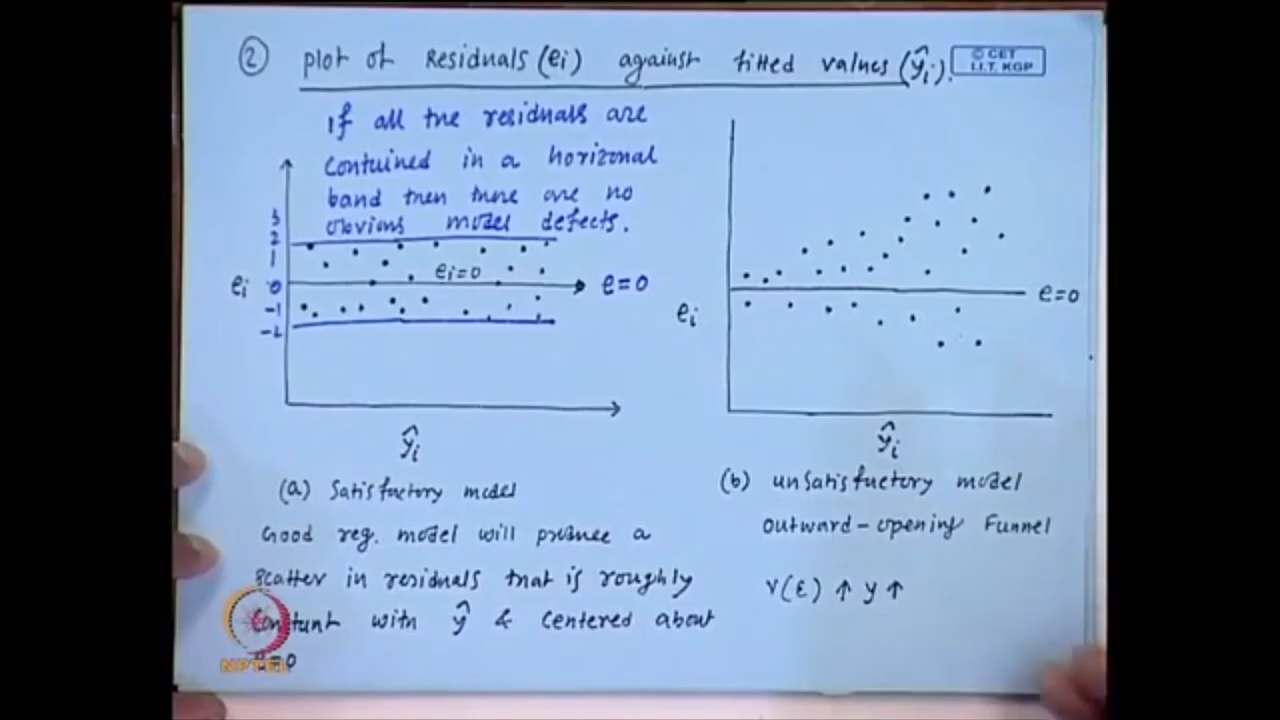 ② Plot of Residuals (ei) against fitted values (ŷi).
© CET
I.I.T. KGP
If all the residuals are
contained in a horizonal
band then there are no
obvious model defects.
3
2
1
0
-1
-2
ei
ei=0
e=0
ŷi
(a) Satisfactory model
Good reg. model will produce a
scatter in residuals that is roughly
constant with ŷ & centered about
e=0
ei
e=0
ŷi
(b) unsatisfactory model
outward-opening Funnel
V(ε) ↑ y ↑
NPTEL